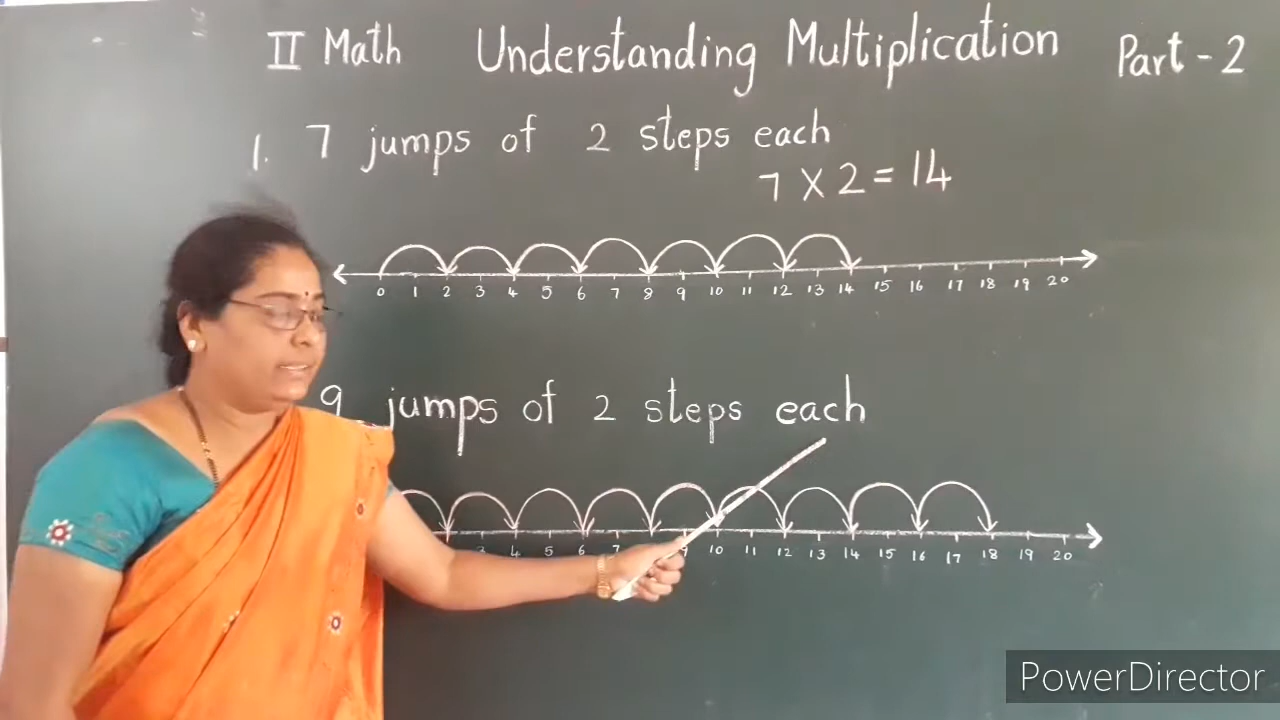 II Math Understanding Multiplication Part - 2
1. 7 jumps of 2 steps each
7 X 2 = 14
0 1 2 3 4 5 6 7 8 9 10 11 12 13 14 15 16 17 18 19 20
9 jumps of 2 steps each
3 4 5 6 7 9 10 11 12 13 14 15 16 17 18 19 20
PowerDirector